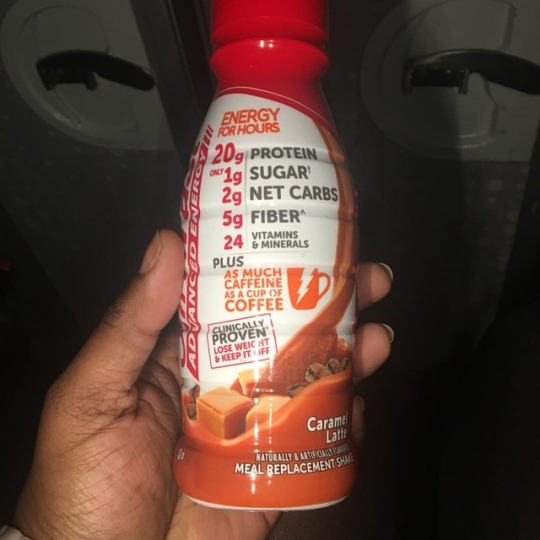 ENERGY
FOR HOURS
20g PROTEIN
ONLY 1g SUGAR†
2g NET CARBS
5g FIBER^
24 VITAMINS
& MINERALS
PLUS
AS MUCH
CAFFEINE
AS A CUP OF
COFFEE
CLINICALLY
PROVEN
LOSE WEIGHT
& KEEP IT OFF
ADVANCED ENERGY
Caramel
Latte
NATURALLY & ARTIFICIALLY FLAVORED
MEAL REPLACEMENT SHAKE